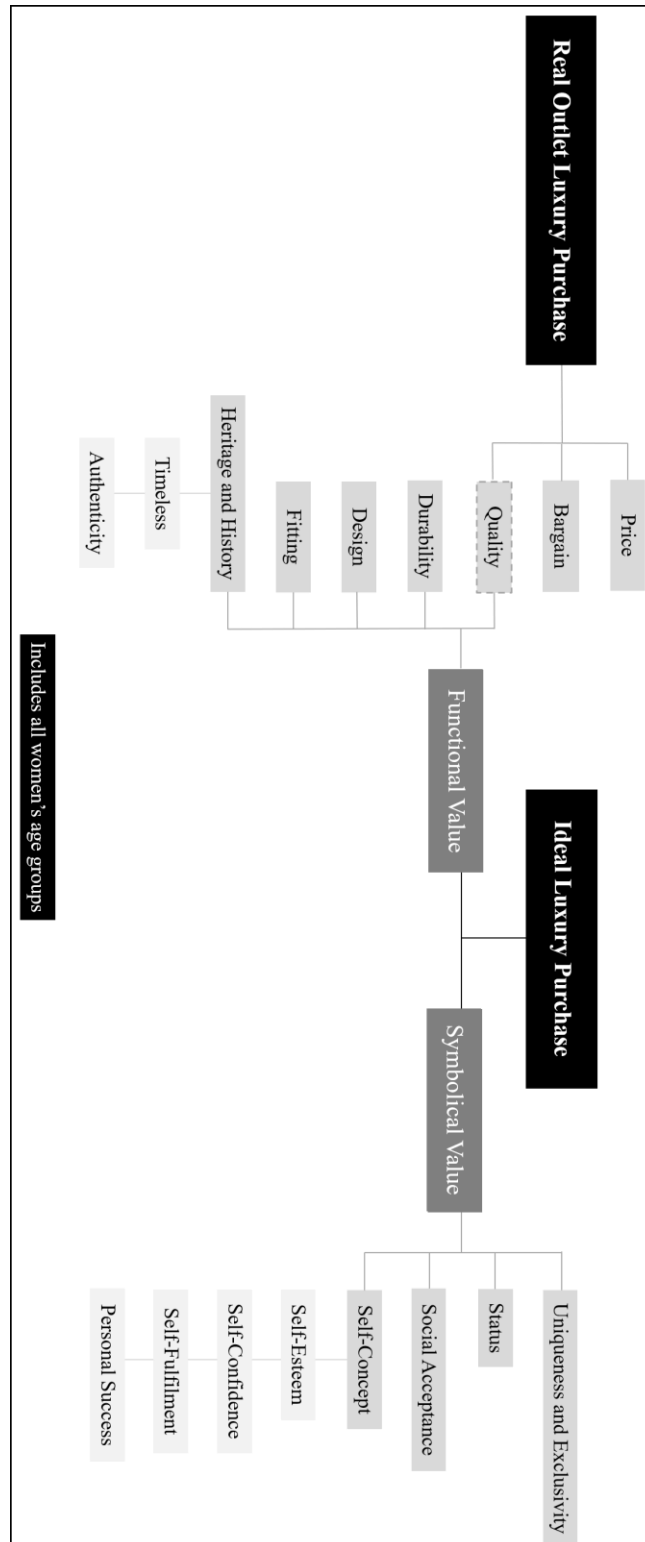 Real Outlet Luxury Purchase
Price
Bargain
Quality
Durability
Design
Fitting
Heritage and History
Timeless
Authenticity
Ideal Luxury Purchase
Functional Value
Symbolical Value
Uniqueness and Exclusivity
Status
Social Acceptance
Self-Concept
Self-Esteem
Self-Confidence
Self-Fulfilment
Personal Success
Includes all women's age groups